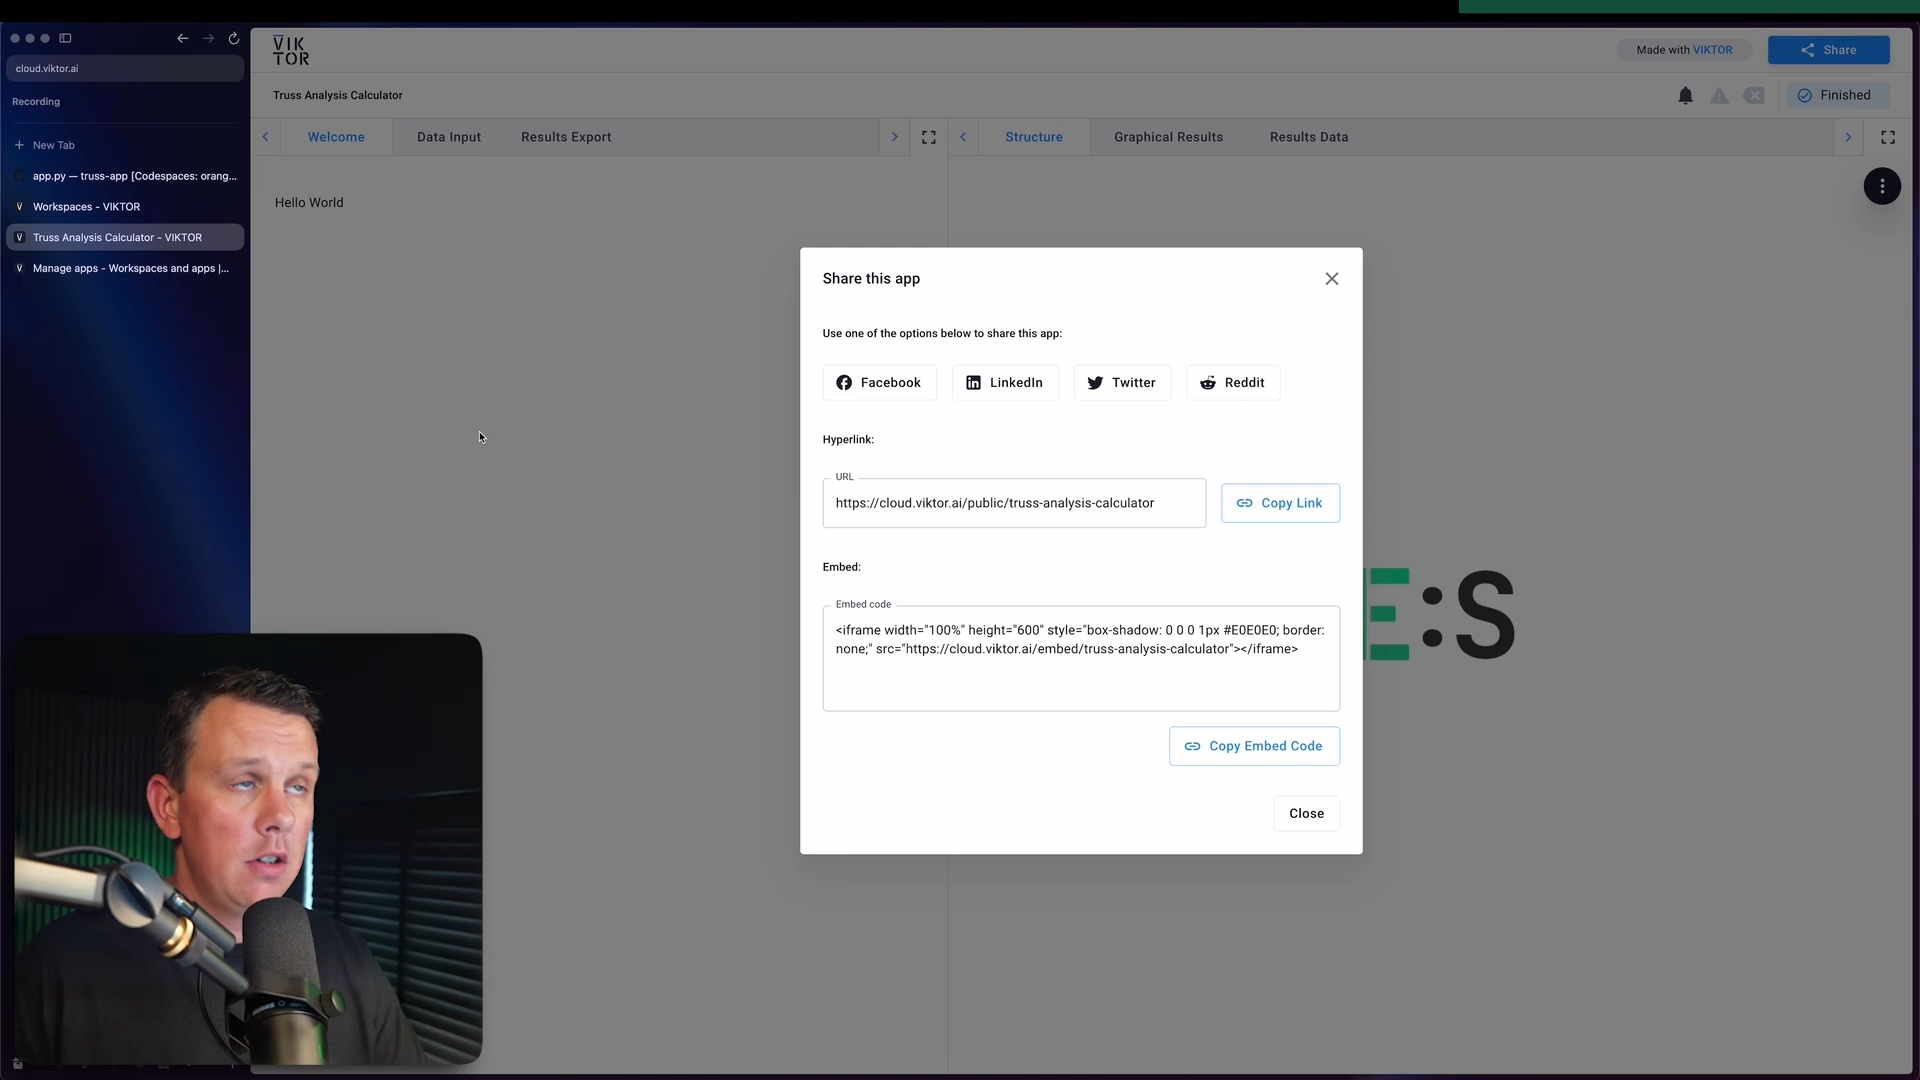 cloud.viktor.ai
Recording
New Tab
app.py — truss-app [Codespaces: orang...
Workspaces - VIKTOR
Truss Analysis Calculator - VIKTOR
Manage apps - Workspaces and apps |...
VIK
TOR
Made with VIKTOR
Share
Truss Analysis Calculator
Finished
Welcome
Data Input
Results Export
Structure
Graphical Results
Results Data
Hello World
Share this app
Use one of the options below to share this app:
Facebook
LinkedIn
Twitter
Reddit
Hyperlink:
URL
https://cloud.viktor.ai/public/truss-analysis-calculator
Copy Link
Embed:
Embed code
<iframe width="100%" height="600" style="box-shadow: 0 0 0 1px #E0E0E0; border:
none;" src="https://cloud.viktor.ai/embed/truss-analysis-calculator"></iframe>
Copy Embed Code
Close
E:S